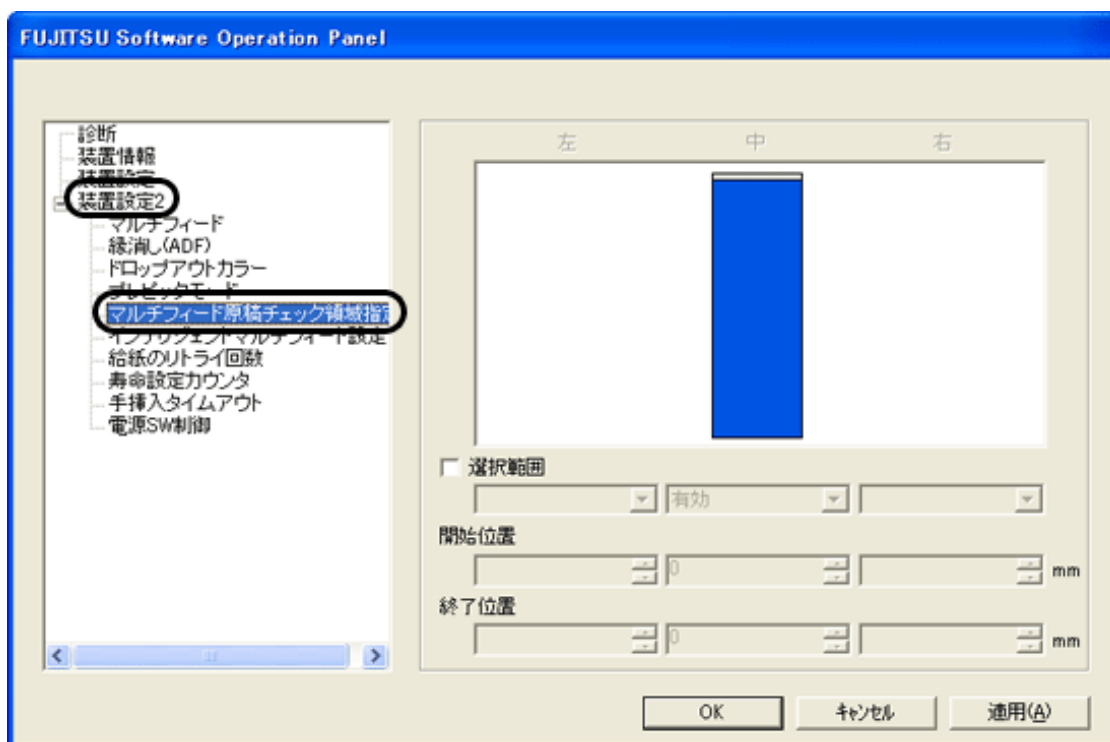 FUJITSU Software Operation Panel
診断
装置情報
装置設定
装置設定2
マルチフィード
縁消し(ADF)
ドロップアウトカラー
プレピックモード
マルチフィード原稿チェック領域指定
インテリジェントマルチフィード設定
給紙のリトライ回数
寿命設定カウンタ
手挿入タイムアウト
電源SW制御
左 中 右
選択範囲
有効
開始位置
0 mm
終了位置
0 mm
OK キャンセル 適用(A)